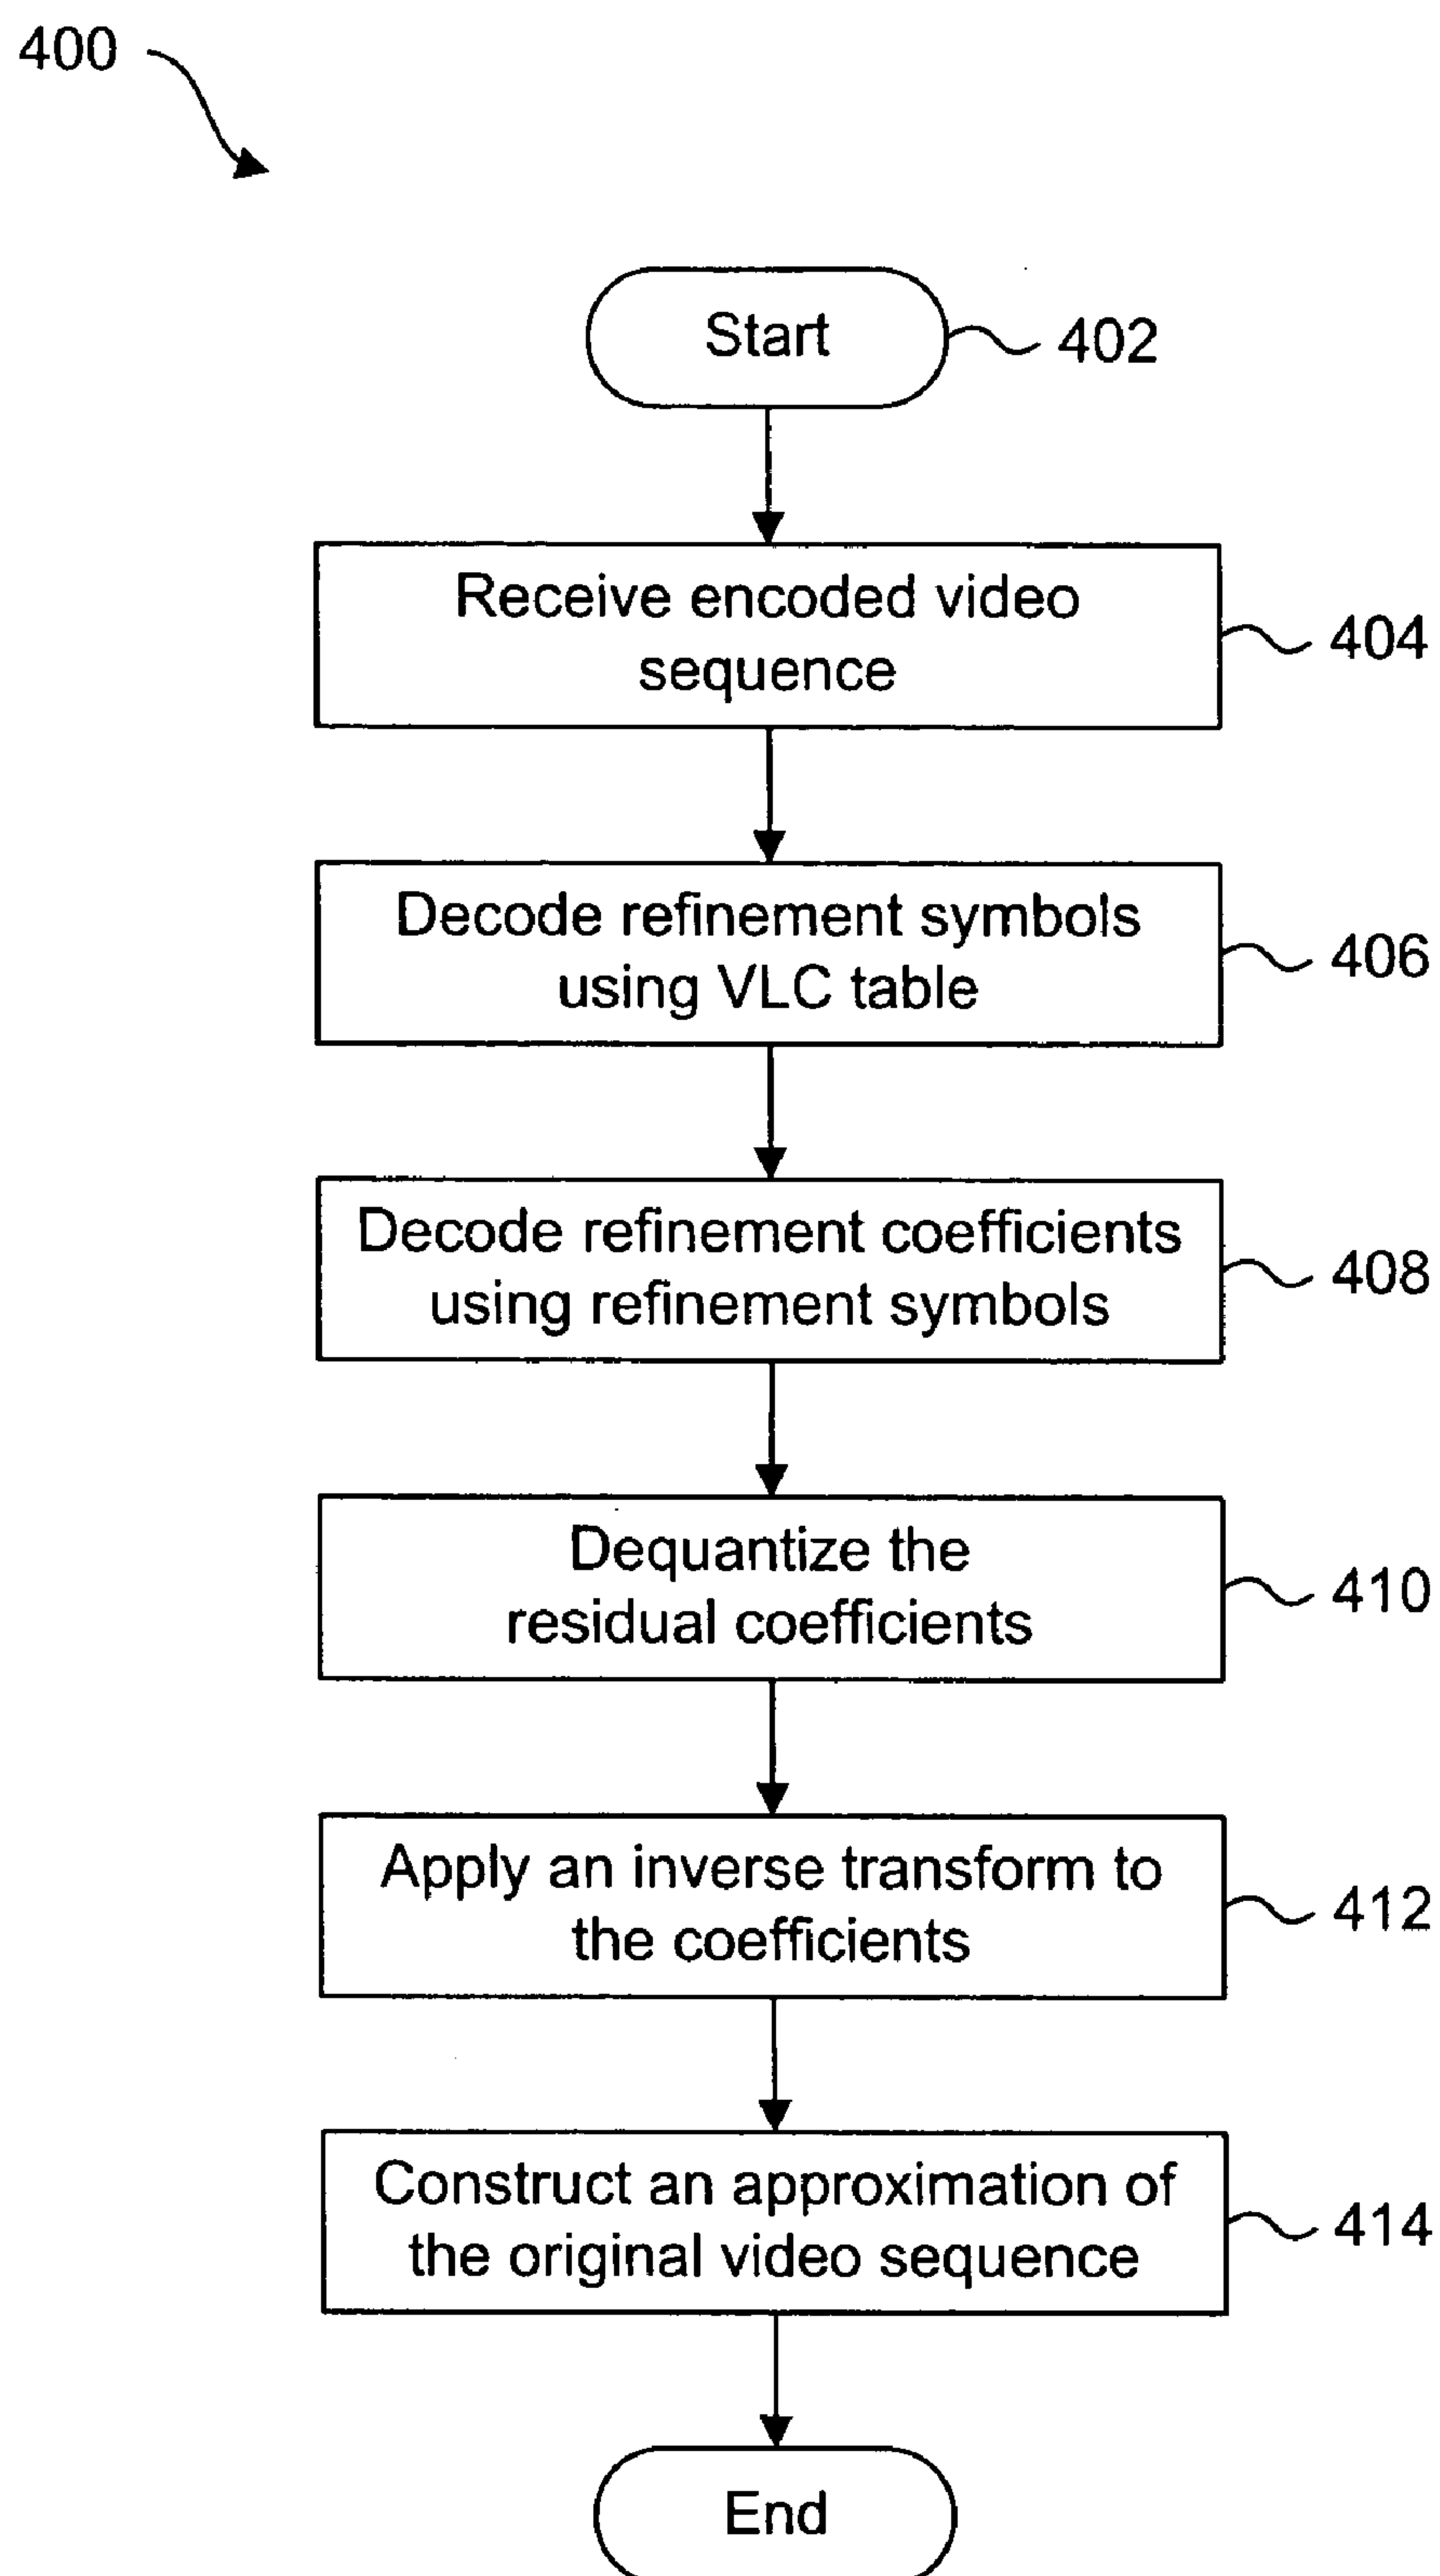 400
Start
402
Receive encoded video
sequence
404
Decode refinement symbols
using VLC table
406
Decode refinement coefficients
using refinement symbols
408
Dequantize the
residual coefficients
410
Apply an inverse transform to
the coefficients
412
Construct an approximation of
the original video sequence
414
End